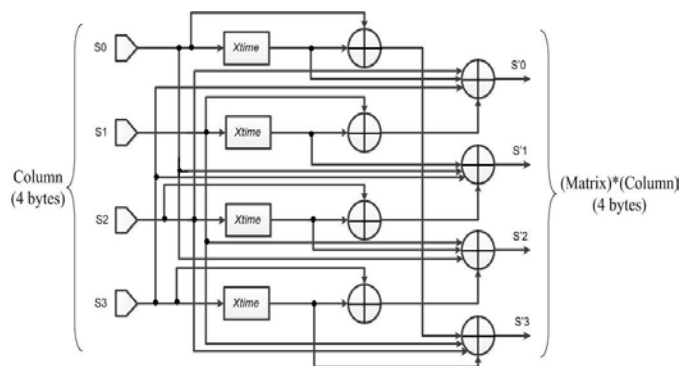 S0
Xtime
S'0
S1
Xtime
S'1
Column
(4 bytes)
(Matrix)*(Column)
(4 bytes)
S2
Xtime
S'2
S3
Xtime
S'3